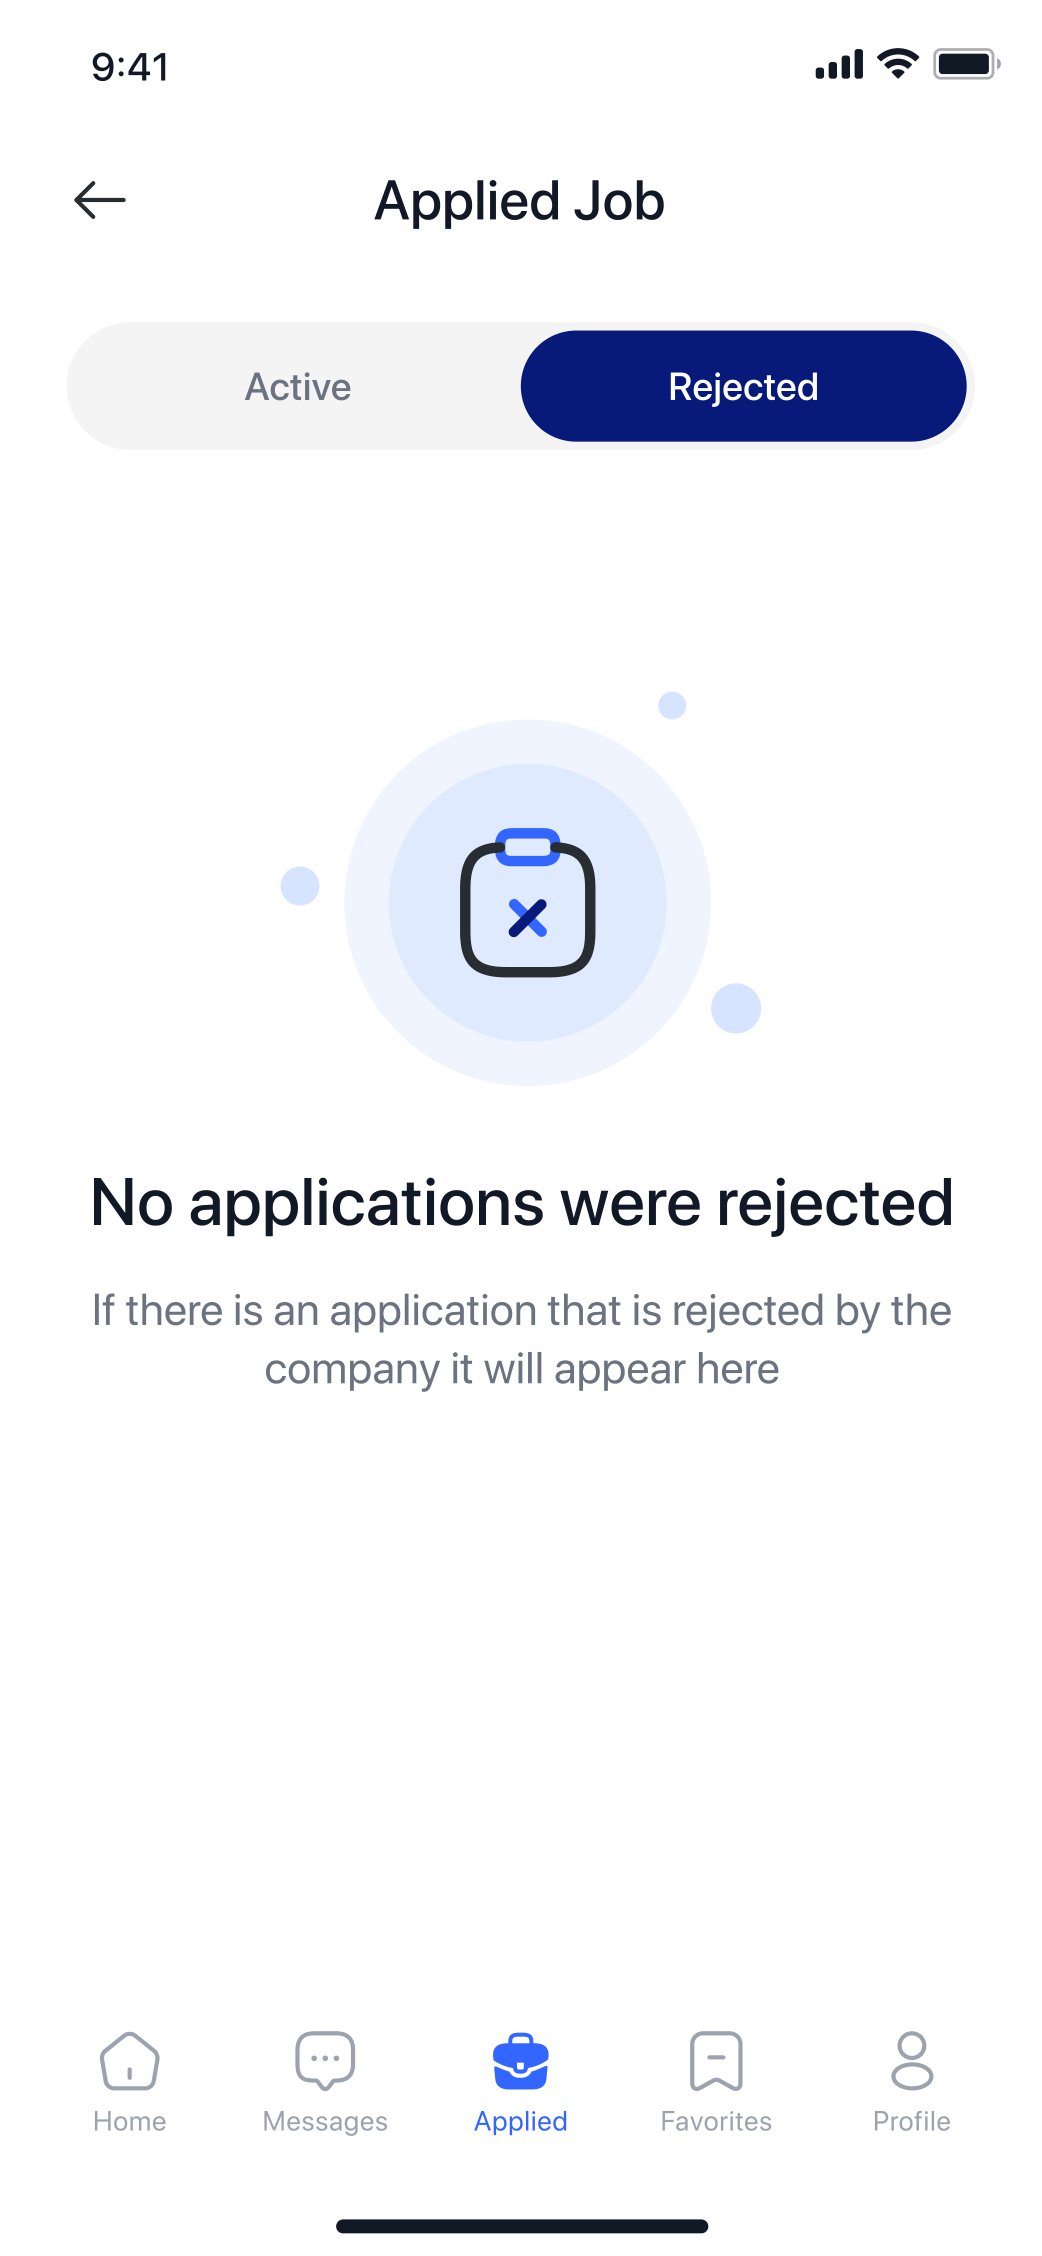 9:41
Applied Job
Active
Rejected
No applications were rejected
If there is an application that is rejected by the
company it will appear here
Home
Messages
Applied
Favorites
Profile